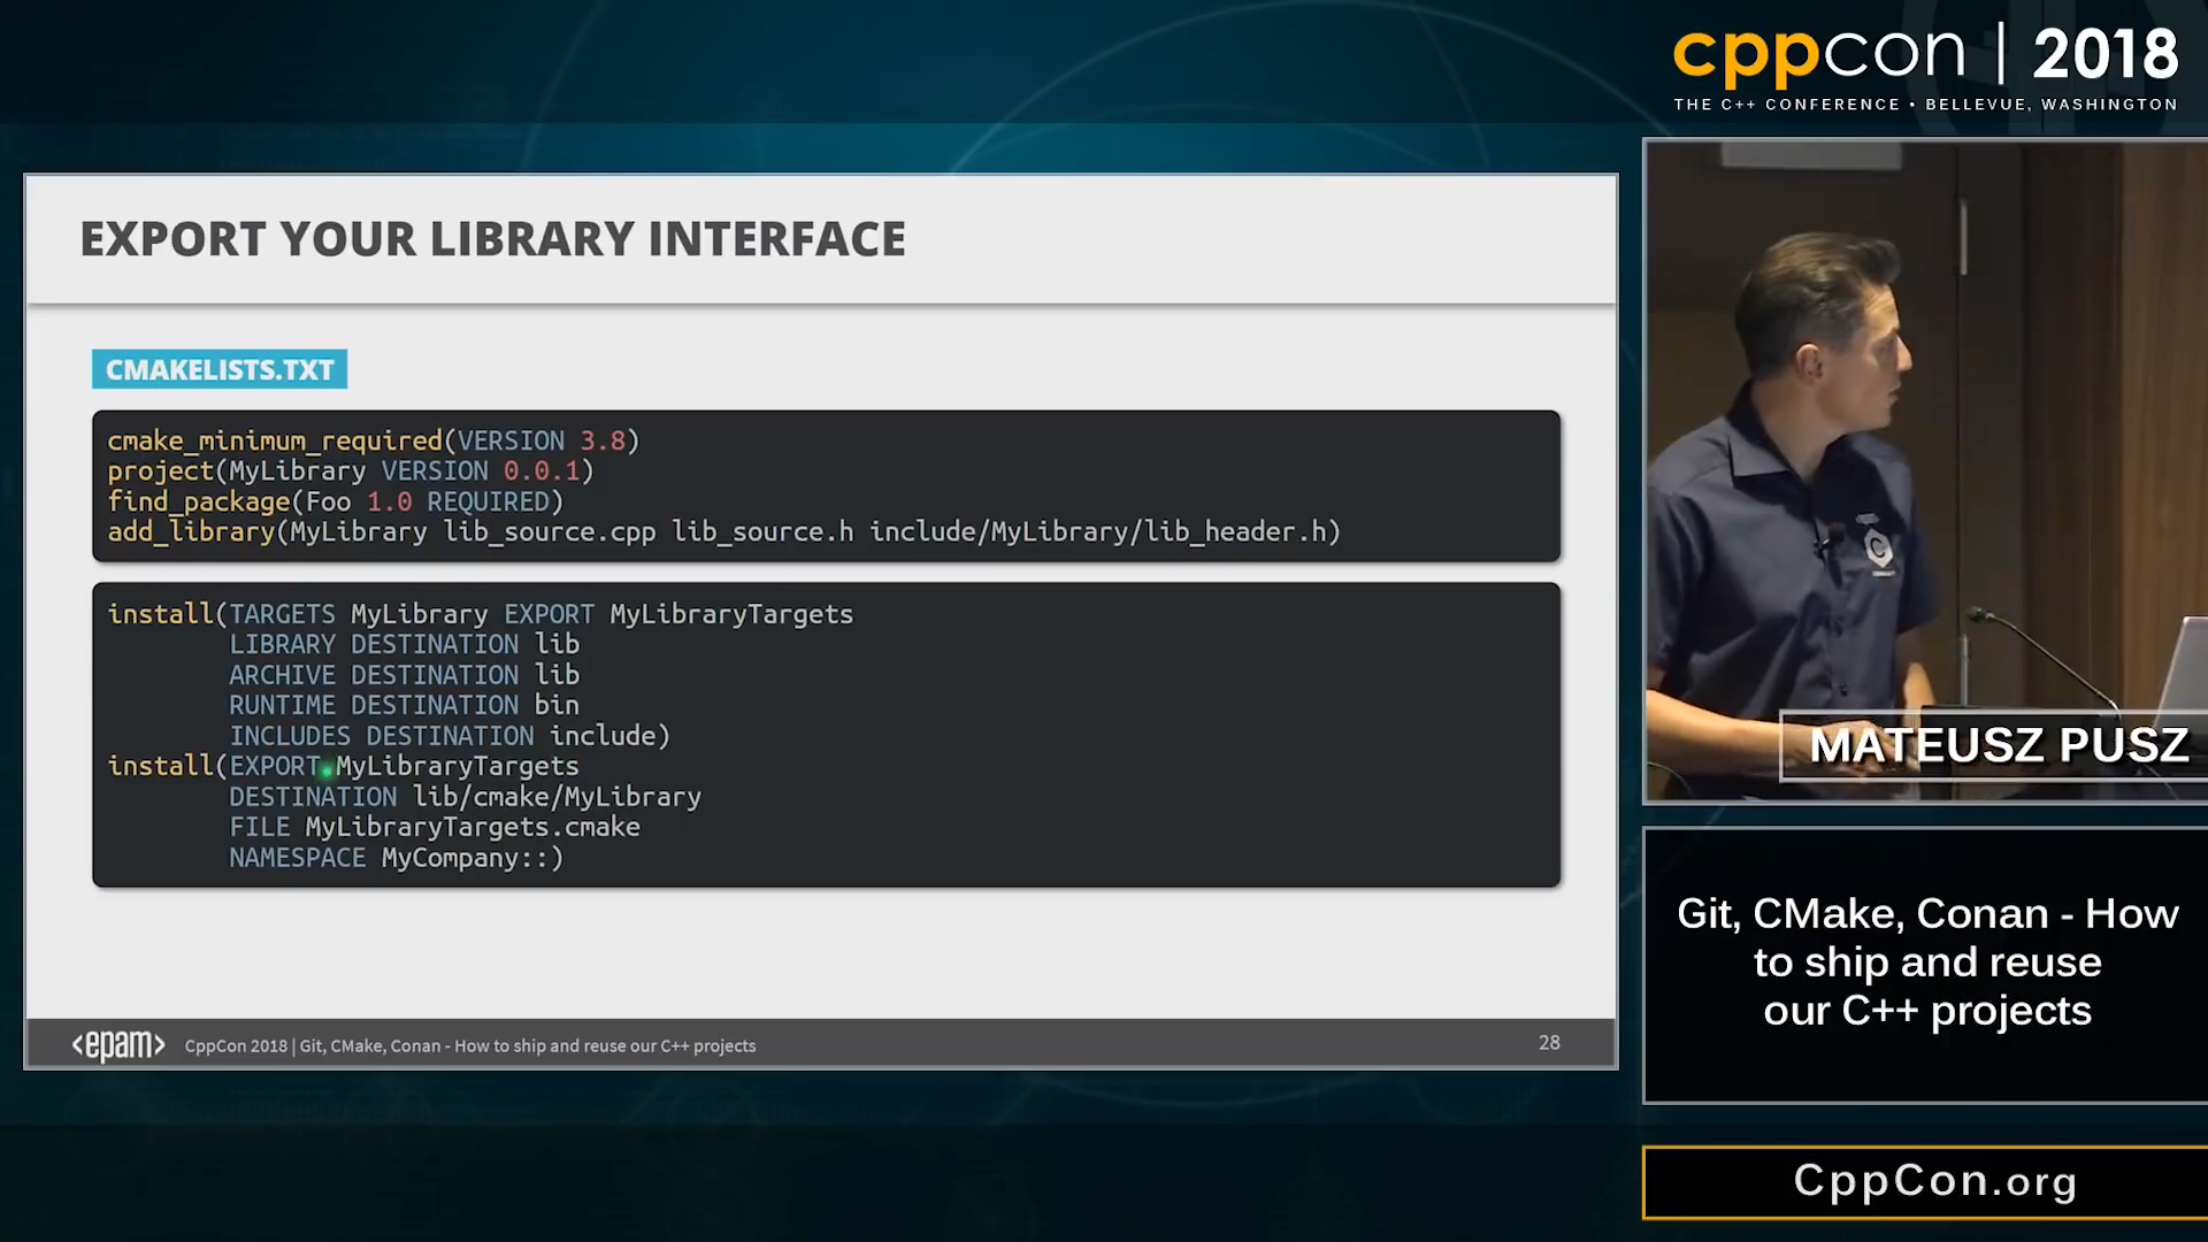 cppcon | 2018
THE C++ CONFERENCE • BELLEVUE, WASHINGTON
EXPORT YOUR LIBRARY INTERFACE
CMAKELISTS.TXT
cmake_minimum_required(VERSION 3.8)
project(MyLibrary VERSION 0.0.1)
find_package(Foo 1.0 REQUIRED)
add_library(MyLibrary lib_source.cpp lib_source.h include/MyLibrary/lib_header.h)
install(TARGETS MyLibrary EXPORT MyLibraryTargets
LIBRARY DESTINATION lib
ARCHIVE DESTINATION lib
RUNTIME DESTINATION bin
INCLUDES DESTINATION include)
install(EXPORT MyLibraryTargets
DESTINATION lib/cmake/MyLibrary
FILE MyLibraryTargets.cmake
NAMESPACE MyCompany::)
<epam> CppCon 2018 | Git, CMake, Conan - How to ship and reuse our C++ projects 28
MATEUSZ PUSZ
Git, CMake, Conan - How
to ship and reuse
our C++ projects
CppCon.org